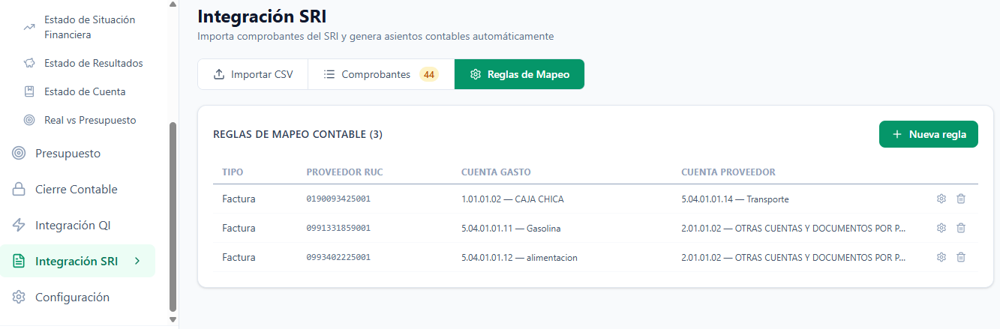 Estado de Situación
Financiera
Estado de Resultados
Estado de Cuenta
Real vs Presupuesto
Presupuesto
Cierre Contable
Integración QI
Integración SRI
Configuración
Integración SRI
Importa comprobantes del SRI y genera asientos contables automáticamente
Importar CSV
Comprobantes 44
Reglas de Mapeo
REGLAS DE MAPEO CONTABLE (3)
+ Nueva regla
TIPO PROVEEDOR RUC CUENTA GASTO CUENTA PROVEEDOR
Factura 0190093425001 1.01.01.02 — CAJA CHICA 5.04.01.01.14 — Transporte
Factura 0991331859001 5.04.01.01.11 — Gasolina 2.01.01.02 — OTRAS CUENTAS Y DOCUMENTOS POR P...
Factura 0993402225001 5.04.01.01.12 — alimentacion 2.01.01.02 — OTRAS CUENTAS Y DOCUMENTOS POR P...